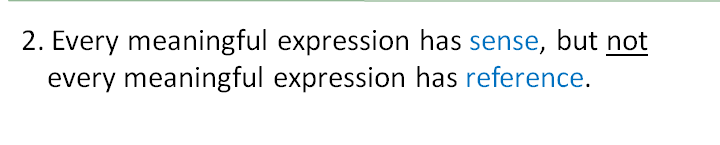 2. Every meaningful expression has sense, but not
every meaningful expression has reference.